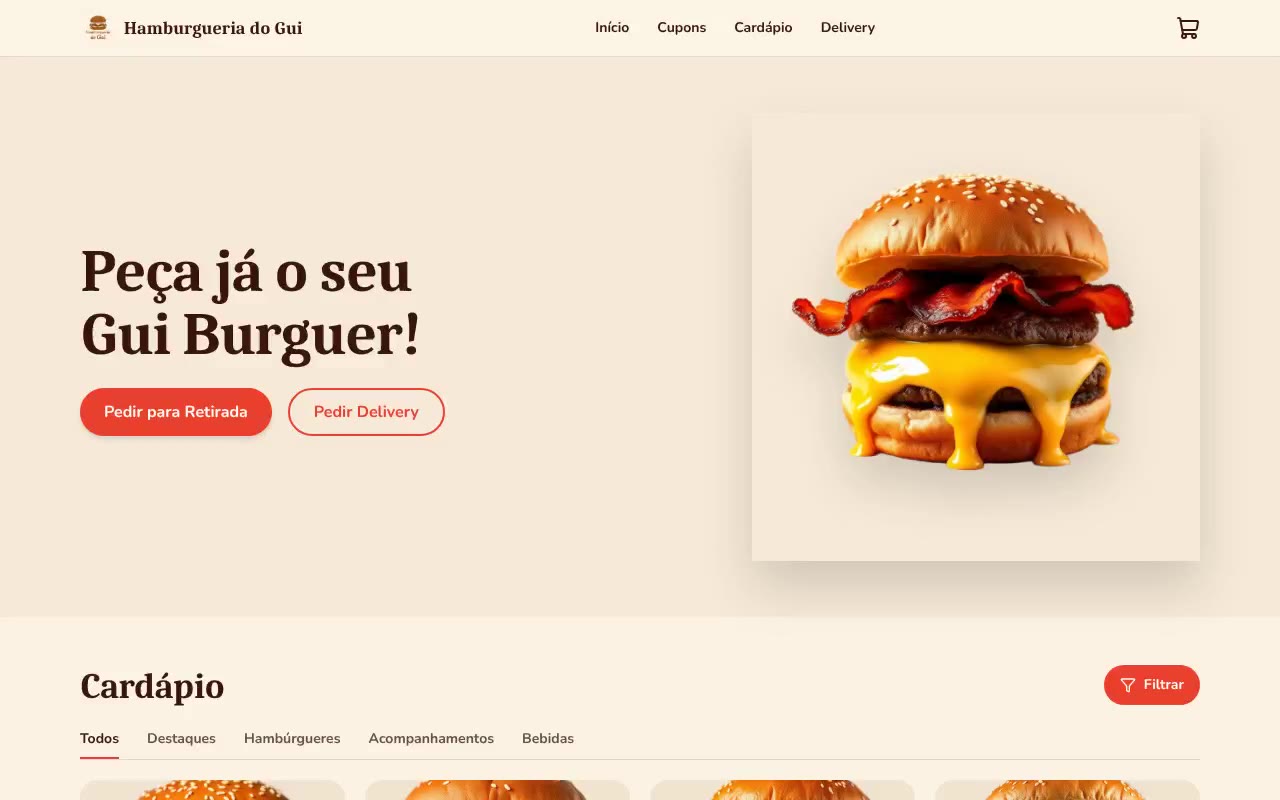 Hamburgueria do Gui
Início
Cupons
Cardápio
Delivery
Peça já o seu
Gui Burguer!
Pedir para Retirada
Pedir Delivery
Cardápio
Filtrar
Todos
Destaques
Hambúrgueres
Acompanhamentos
Bebidas